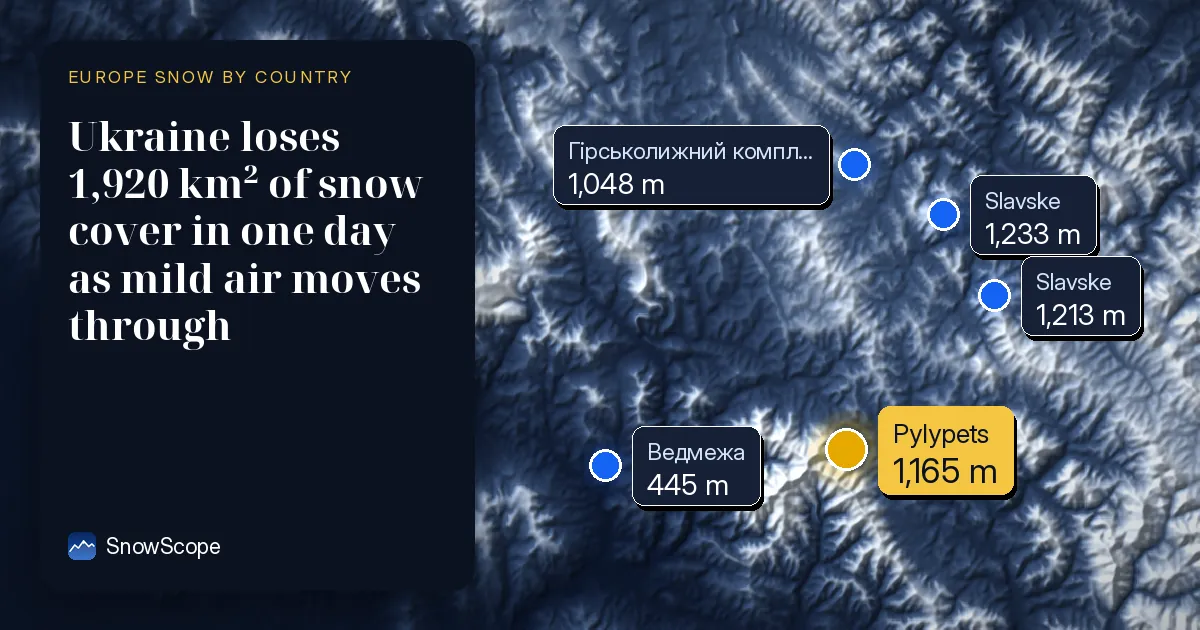 EUROPE SNOW BY COUNTRY
Ukraine loses
1,920 km² of snow
cover in one day
as mild air moves
through
Гірськолижний компл...
1,048 m
Slavske
1,233 m
Slavske
1,213 m
Pylypets
1,165 m
Ведмежа
445 m
SnowScope